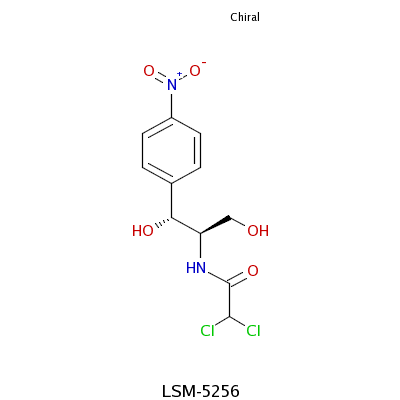 Chiral
O O-
N+
HO OH
HN O
Cl Cl
LSM-5256